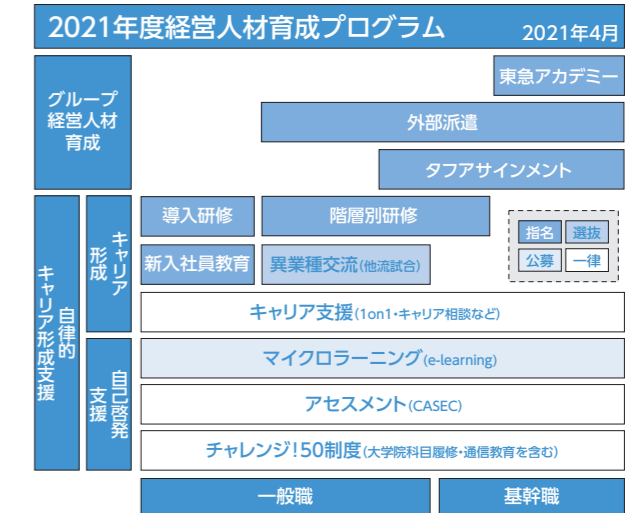 2021年度経営人材育成プログラム
2021年4月
グループ
経営人材
育成
東急アカデミー
外部派遣
タフアサインメント
自律的
キャリア形成支援
キャリア
形成
導入研修
階層別研修
新入社員教育
異業種交流(他流試合)
指名
選抜
公募
一律
キャリア支援(1on1・キャリア相談など)
自己啓発
支援
マイクロラーニング(e-learning)
アセスメント(CASEC)
チャレンジ!50制度(大学院科目履修・通信教育を含む)
一般職
基幹職